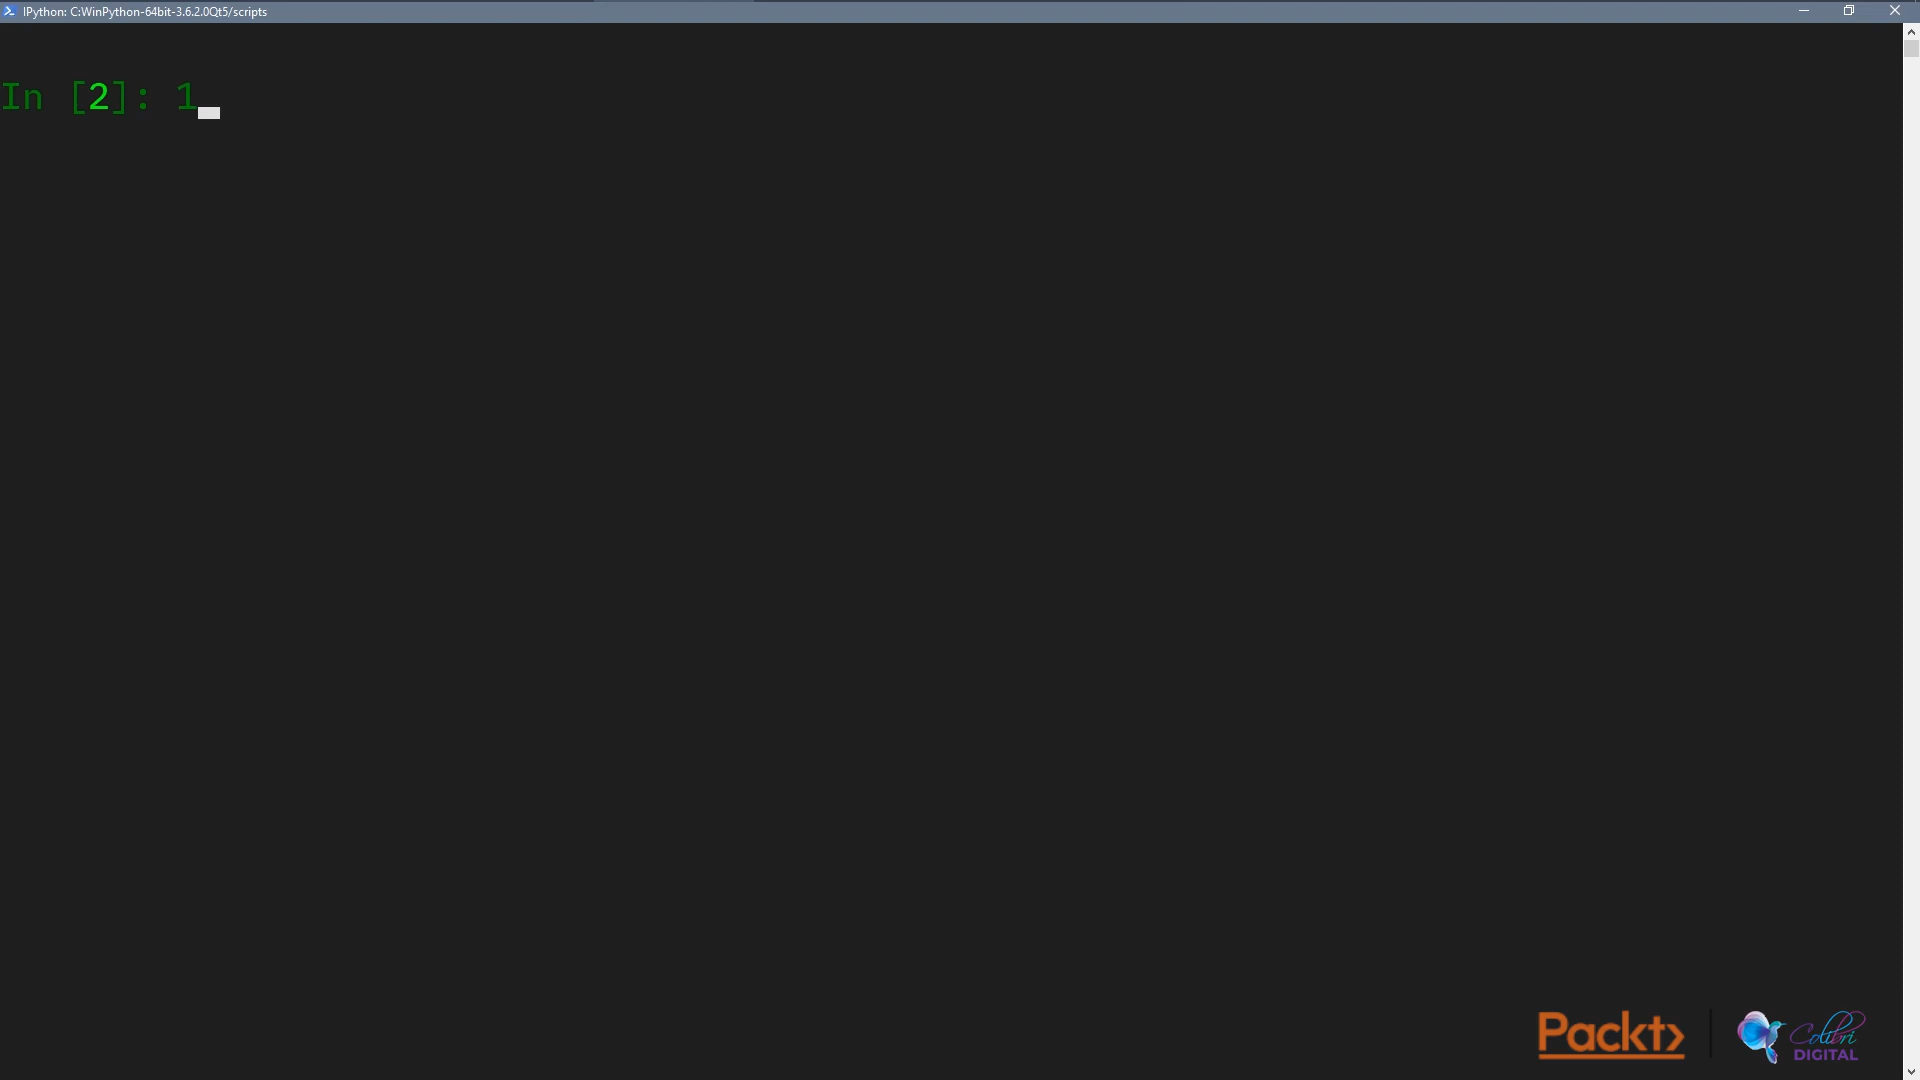 IPython: C:WinPython-64bit-3.6.2.0Qt5/scripts
In [2]: 1
Packt>
Colibri
DIGITAL